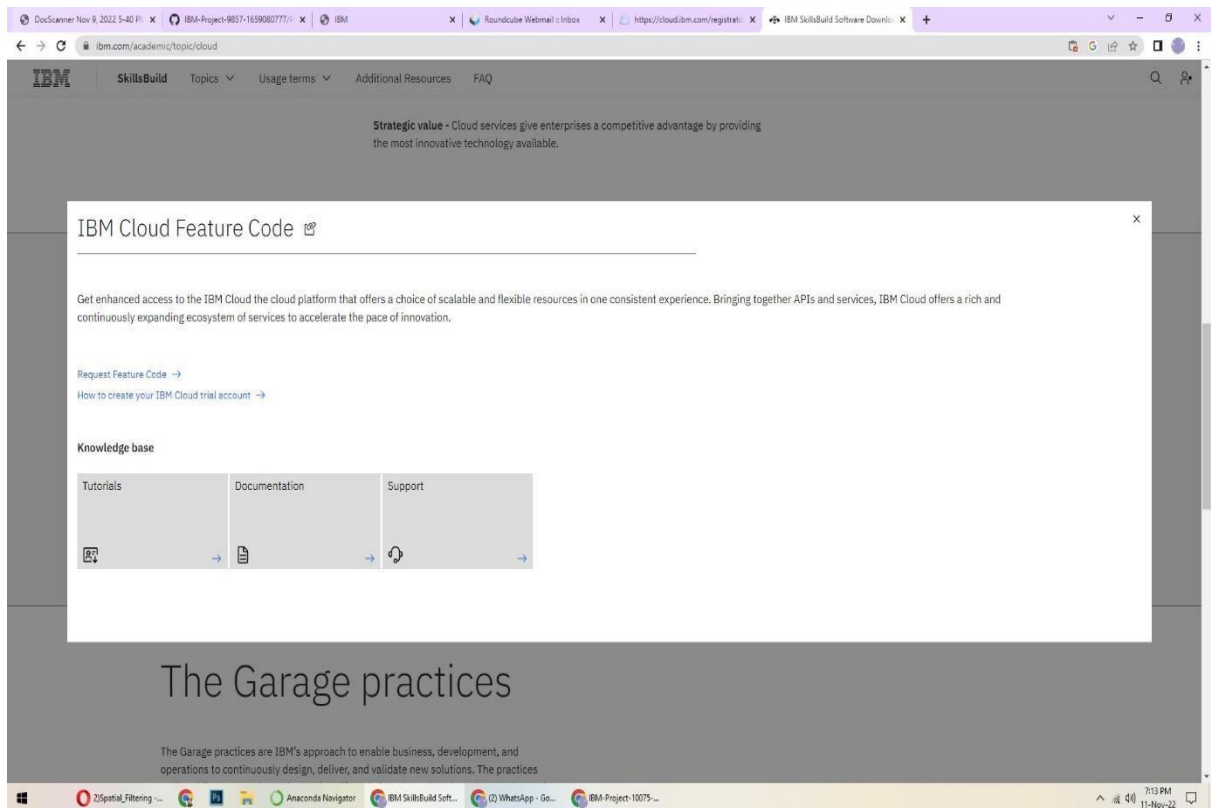 DocScanner Nov 9, 2022 5-40 P
IBM-Project-9857-1659080777/
IBM
Roundcube Webmail :: Inbox
https://cloud.ibm.com/registratio
IBM SkillsBuild Software Downlo
ibm.com/academic/topic/cloud
IBM SkillsBuild Topics Usage terms Additional Resources FAQ
Strategic value - Cloud services give enterprises a competitive advantage by providing
the most innovative technology available.
IBM Cloud Feature Code
Get enhanced access to the IBM Cloud the cloud platform that offers a choice of scalable and flexible resources in one consistent experience. Bringing together APIs and services, IBM Cloud offers a rich and
continuously expanding ecosystem of services to accelerate the pace of innovation.
Request Feature Code →
How to create your IBM Cloud trial account →
Knowledge base
Tutorials Documentation Support
The Garage practices
The Garage practices are IBM's approach to enable business, development, and
operations to continuously design, deliver, and validate new solutions. The practices
2)Spatial_Filtering -... Ps Anaconda Navigator IBM SkillsBuild Soft... (2) WhatsApp - Go... IBM-Project-10075-...
7:13 PM
11-Nov-22